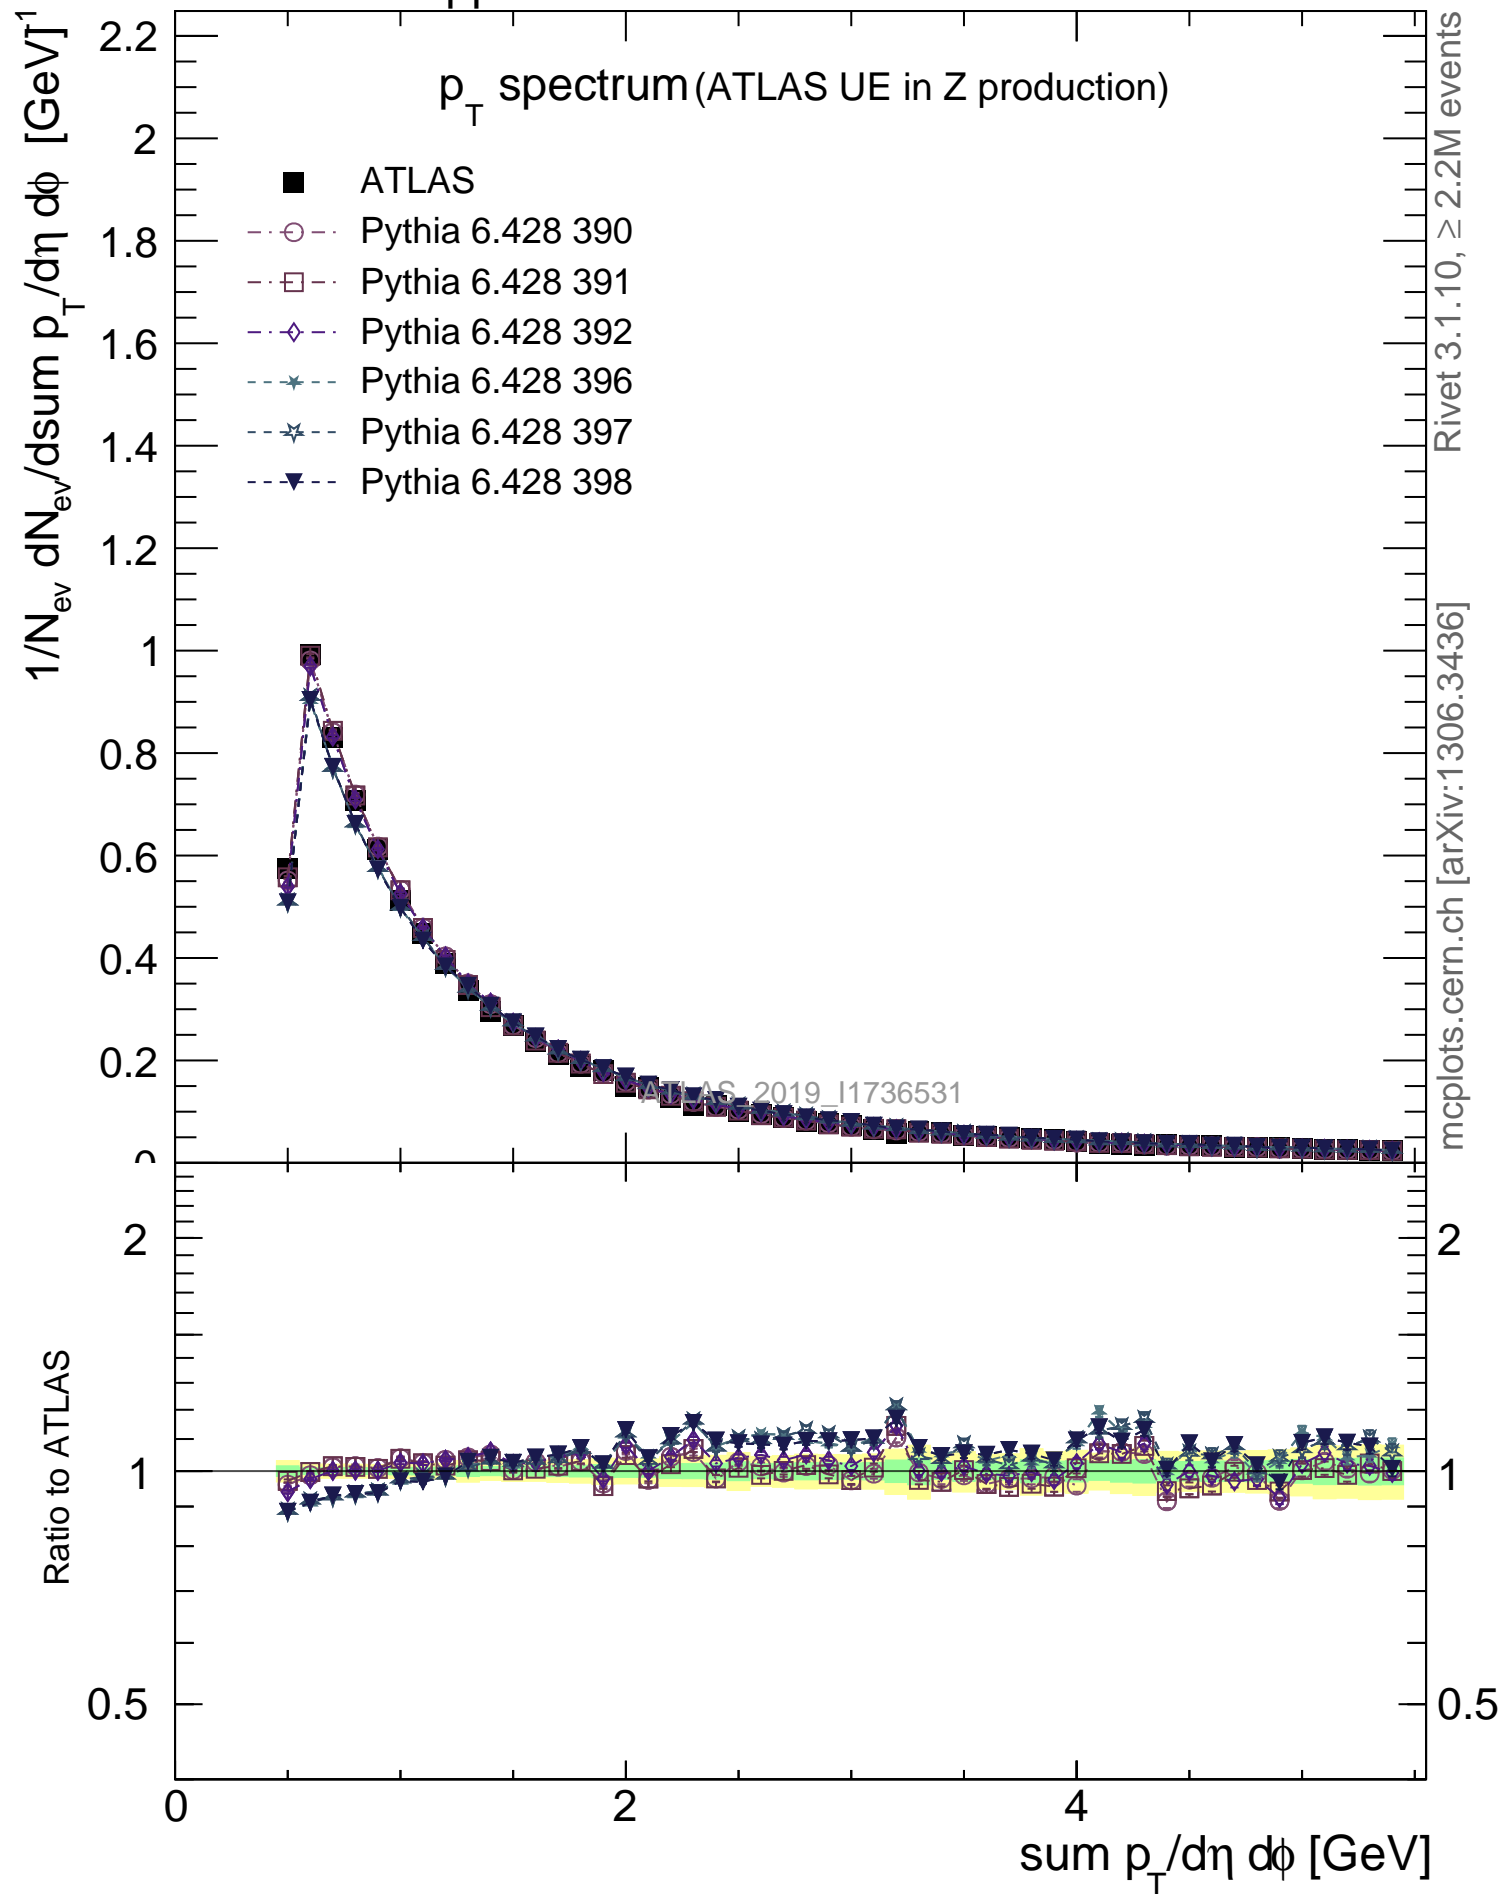 1/N_ev dN_ev/dsum p_T/dη dϕ [GeV]^-1
p_T spectrum (ATLAS UE in Z production)
ATLAS
Pythia 6.428 390
Pythia 6.428 391
Pythia 6.428 392
Pythia 6.428 396
Pythia 6.428 397
Pythia 6.428 398
2.2
2
1.8
1.6
1.4
1.2
1
0.8
0.6
0.4
0.2
0
ATLAS_2019_I1736531
Rivet 3.1.10, ≥ 2.2M events
mcplots.cern.ch [arXiv:1306.3436]
Ratio to ATLAS
2
1
0.5
2
1
0.5
0
2
4
sum p_T/dη dϕ [GeV]